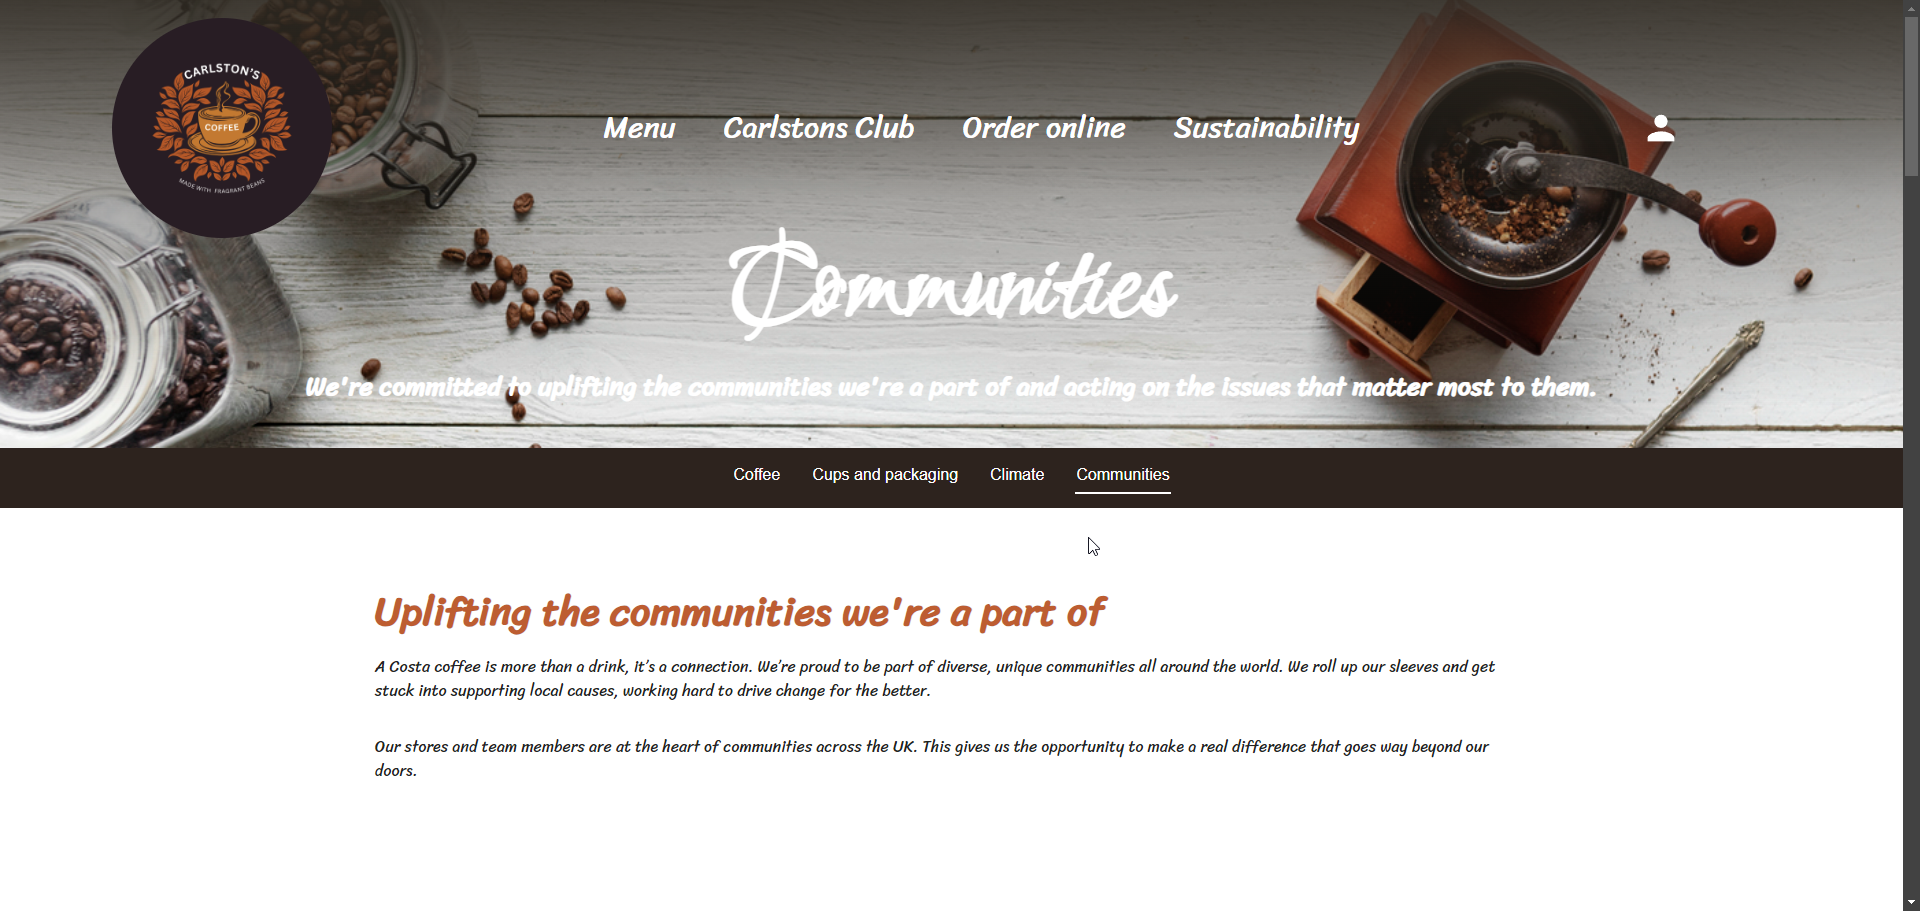 CARLSTON'S
COFFEE
MADE WITH FRAGRANT BEANS
Menu Carlstons Club Order online Sustainability
Communities
We're committed to uplifting the communities we're a part of and acting on the issues that matter most to them.
Coffee Cups and packaging Climate Communities
Uplifting the communities we're a part of
A Costa coffee is more than a drink, it's a connection. We're proud to be part of diverse, unique communities all around the world. We roll up our sleeves and get
stuck into supporting local causes, working hard to drive change for the better.
Our stores and team members are at the heart of communities across the UK. This gives us the opportunity to make a real difference that goes way beyond our
doors.